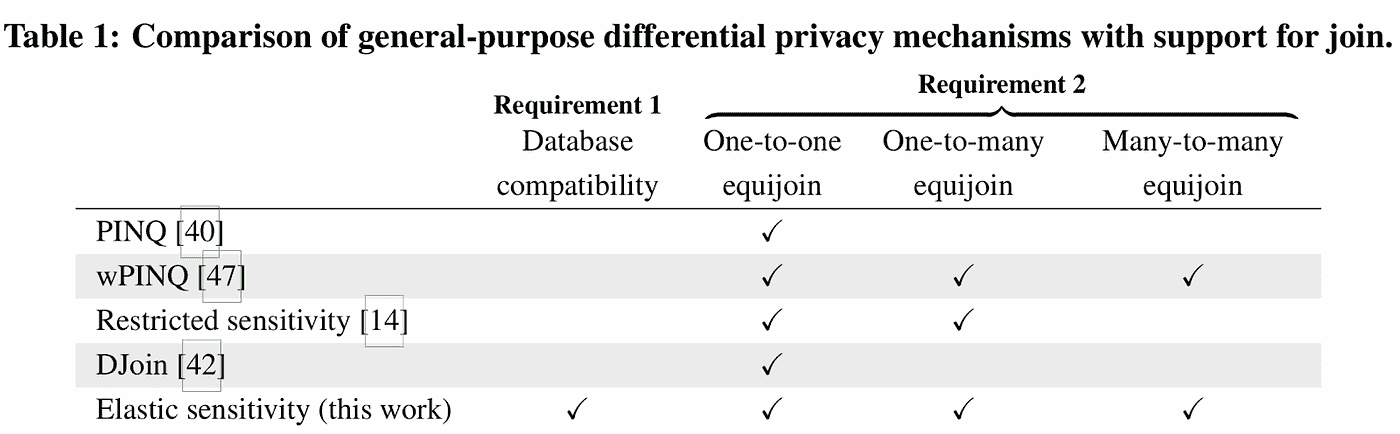 Table 1: Comparison of general-purpose differential privacy mechanisms with support for join.
Requirement 1 Requirement 2
Database One-to-one One-to-many Many-to-many
compatibility equijoin equijoin equijoin
PINQ [40] ✓
wPINQ [47] ✓ ✓ ✓
Restricted sensitivity [14] ✓ ✓
DJoin [42] ✓
Elastic sensitivity (this work) ✓ ✓ ✓ ✓